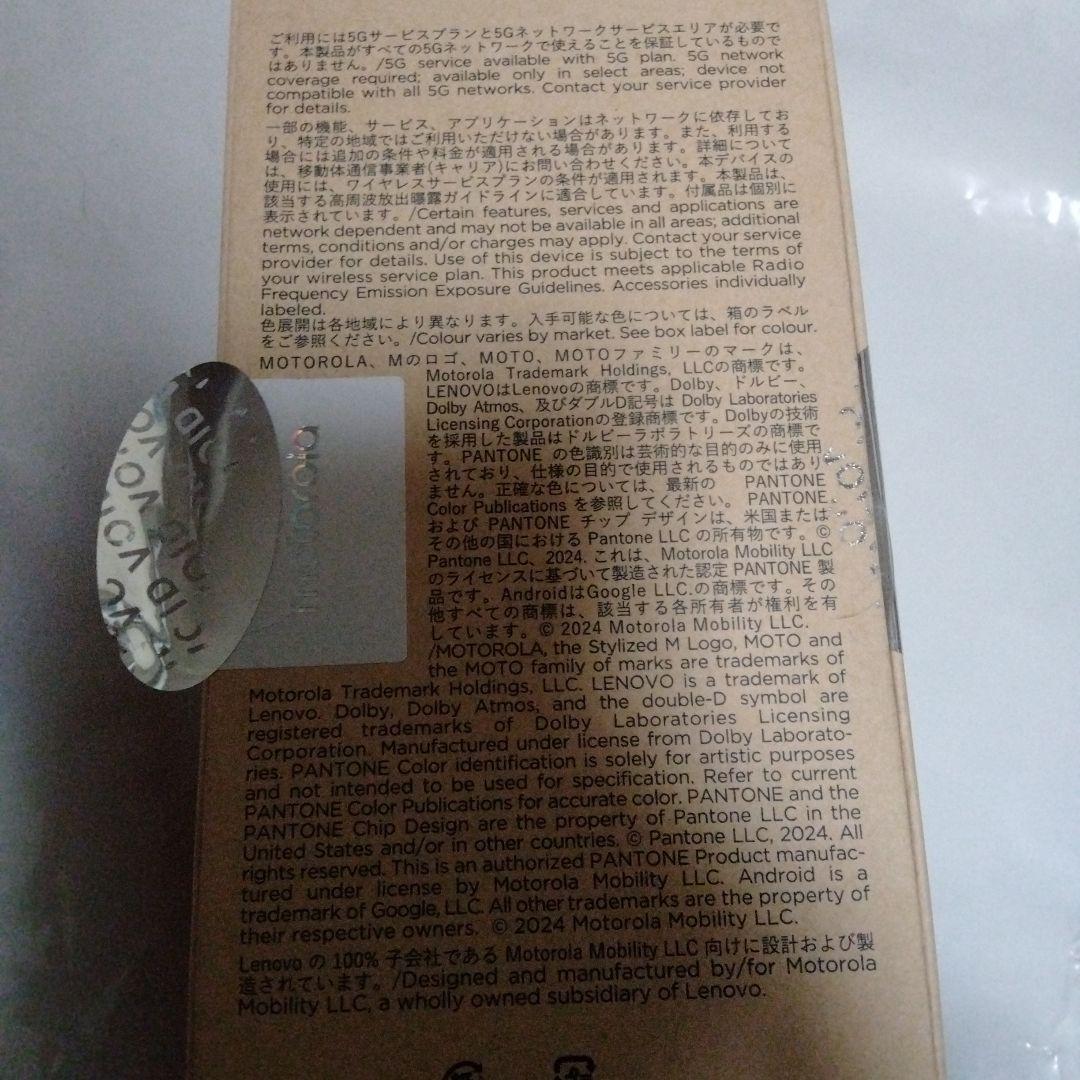 ご利用には5Gサービスプランと5Gネットワークサービスエリアが必要で
す。本製品がすべての5Gネットワークで使えることを保証しているもので
はありません。/5G service available with 5G plan. 5G network
coverage required; available only in select areas; device not
compatible with all 5G networks. Contact your service provider
for details.
一部の機能、サービス、アプリケーションはネットワークに依存してお
り、特定の地域ではご利用いただけない場合があります。また、利用する
場合には追加の条件や料金が適用される場合があります。詳細について
は、移動体通信事業者(キャリア)にお問い合わせください。本デバイスの
使用には、ワイヤレスサービスプランの条件が適用されます。本製品は、
該当する高周波放出曝露ガイドラインに適合しています。付属品は個別に
表示されています。/Certain features, services and applications are
network dependent and may not be available in all areas; additional
terms, conditions and/or charges may apply. Contact your service
provider for details. Use of this device is subject to the terms of
your wireless service plan. This product meets applicable Radio
Frequency Emission Exposure Guidelines. Accessories individually
labeled.
色展開は各地域により異なります。入手可能な色については、箱のラベル
をご参照ください。/Colour varies by market. See box label for colour.
MOTOROLA、Mのロゴ、MOTO、MOTOファミリーのマークは、
Motorola Trademark Holdings, LLCの商標です。
LENOVOはLenovoの商標です。Dolby、ドルビー、
Dolby Atmos、及びダブルD記号は Dolby Laboratories
Licensing Corporationの登録商標です。Dolbyの技術
を採用した製品はドルビーラボラトリーズの商標で
す。PANTONE の色識別は芸術的な目的のみに使用
されており、仕様の目的で使用されるものではあり
ません。正確な色については、最新の PANTONE
Color Publications を参照してください。 PANTONE
および PANTONE チップ デザインは、米国または
その他の国における Pantone LLC の所有物です。©
Pantone LLC、2024. これは、Motorola Mobility LLC
のライセンスに基づいて製造された認定 PANTONE 製
品です。AndroidはGoogle LLC.の商標です。その
他すべての商標は、該当する各所有者が権利を有
しています。© 2024 Motorola Mobility LLC.
/MOTOROLA, the Stylized M Logo, MOTO and
the MOTO family of marks are trademarks of
Motorola Trademark Holdings, LLC. LENOVO is a trademark of
Lenovo. Dolby, Dolby Atmos, and the double-D symbol are
registered trademarks of Dolby Laboratories Licensing
Corporation. Manufactured under license from Dolby Laborato-
ries. PANTONE Color identification is solely for artistic purposes
and not intended to be used for specification. Refer to current
PANTONE Color Publications for accurate color. PANTONE and the
PANTONE Chip Design are the property of Pantone LLC in the
United States and/or in other countries. © Pantone LLC, 2024. All
rights reserved. This is an authorized PANTONE Product manufac-
tured under license by Motorola Mobility LLC. Android is a
trademark of Google, LLC. All other trademarks are the property of
their respective owners. © 2024 Motorola Mobility LLC.
Lenovo の 100% 子会社である Motorola Mobility LLC 向けに設計および製
造されています。/Designed and manufactured by/for Motorola
Mobility LLC, a wholly owned subsidiary of Lenovo.